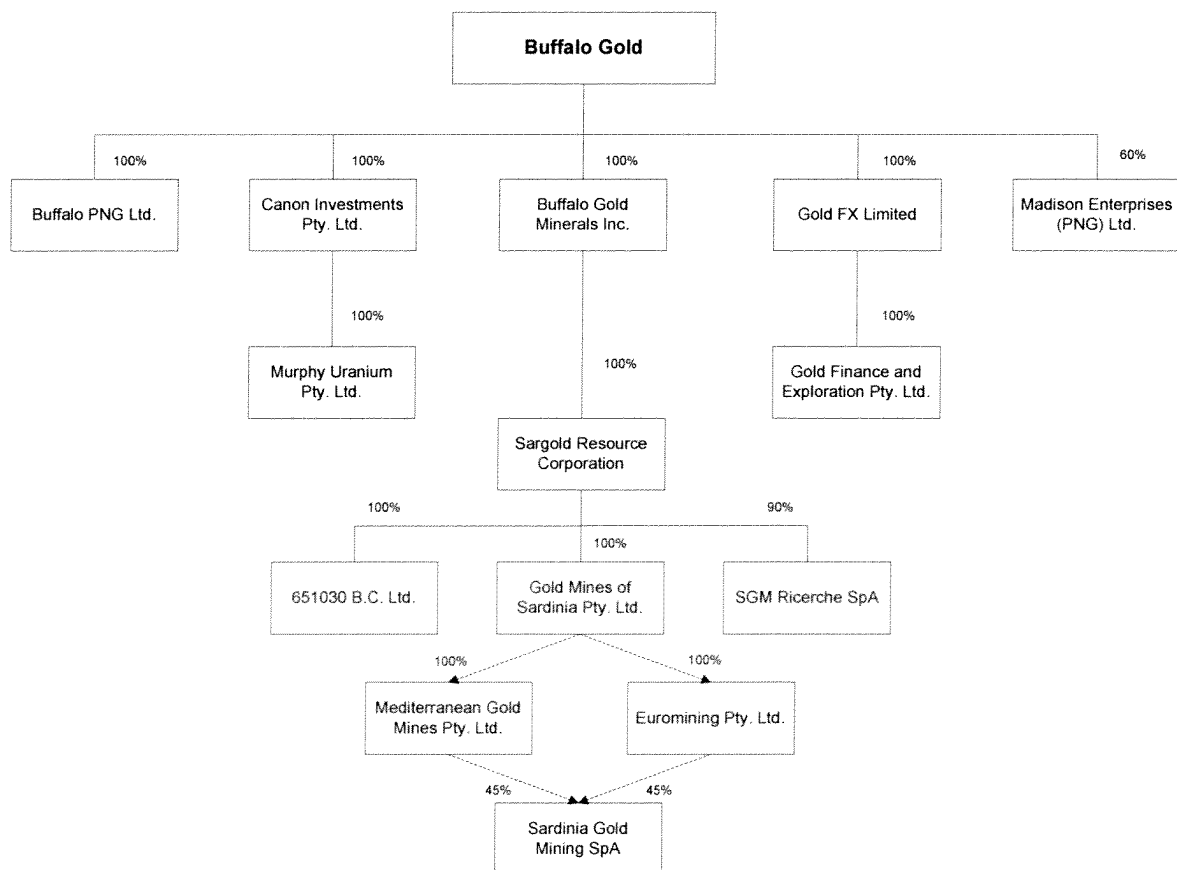 Buffalo Gold
100%
100%
100%
100%
60%
Buffalo PNG Ltd.
Canon Investments
Pty. Ltd.
Buffalo Gold
Minerals Inc.
Gold FX Limited
Madison Enterprises
(PNG) Ltd.
100%
100%
100%
Murphy Uranium
Pty. Ltd.
Gold Finance and
Exploration Pty. Ltd.
Sargold Resource
Corporation
100%
100%
90%
651030 B.C. Ltd.
Gold Mines of
Sardinia Pty. Ltd.
SGM Ricerche SpA
100%
100%
Mediterranean Gold
Mines Pty. Ltd.
Euromining Pty. Ltd.
45%
45%
Sardinia Gold
Mining SpA